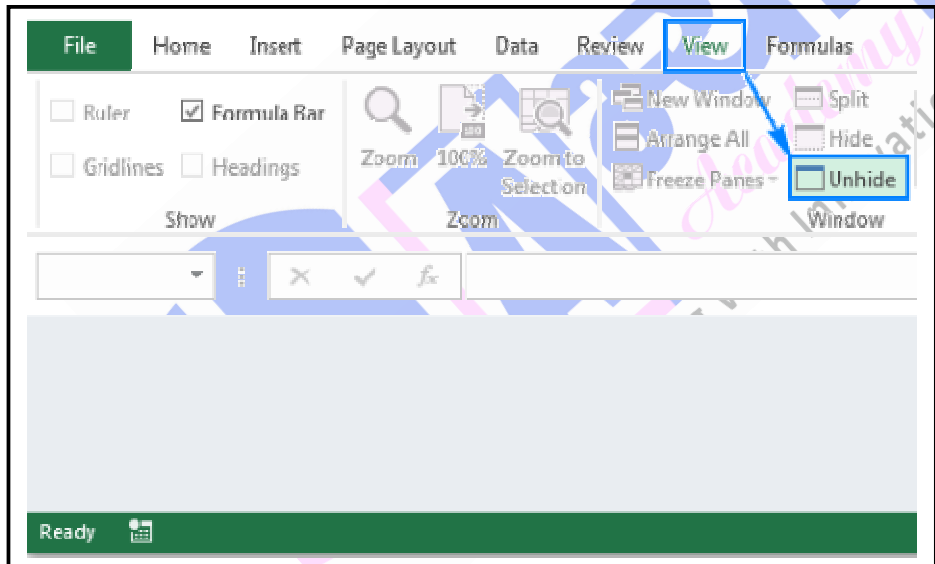 File Home Insert Page Layout Data Review View Formulas
Ruler Formula Bar
Gridlines Headings
Show
Zoom 100% Zoom to
Selection
Zoom
New Window Split
Arrange All Hide
Freeze Panes Unhide
Window
fx
Ready
Academy